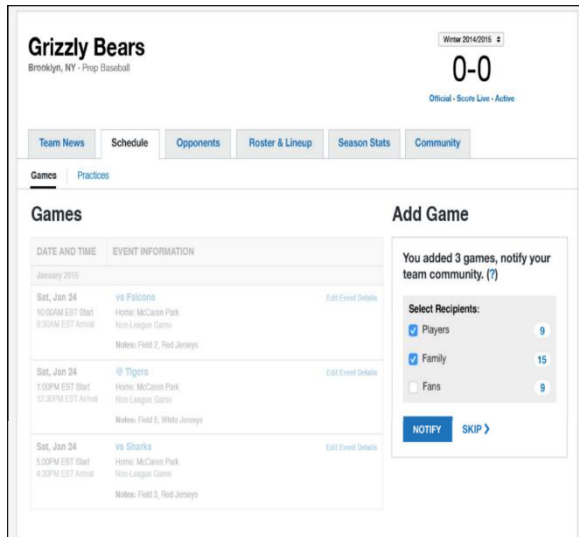 Grizzly Bears
Brooklyn, NY - Prep Baseball
Winter 2014/2015
0-0
Official - Score Live - Active
Team News
Schedule
Opponents
Roster & Lineup
Season Stats
Community
Games
Practices
Games
DATE AND TIME EVENT INFORMATION
January 2015
Sat, Jan 24 vs Falcons Edit Event Details
10:00AM EST Start Home: McCaren Park
9:30AM EST Arrival Non-League Game
Notes: Field 2, Red Jerseys
Sat, Jan 24 @ Tigers Edit Event Details
1:00PM EST Start Home: McCaren Park
12:30PM EST Arrival Non-League Game
Notes: Field 5, White Jerseys
Sat, Jan 24 vs Sharks Edit Event Details
5:00PM EST Start Home: McCaren Park
4:30PM EST Arrival Non-League Game
Notes: Field 3, Red Jerseys
Add Game
You added 3 games, notify your
team community. (?)
Select Recipients:
Players 9
Family 15
Fans 9
NOTIFY SKIP ❯